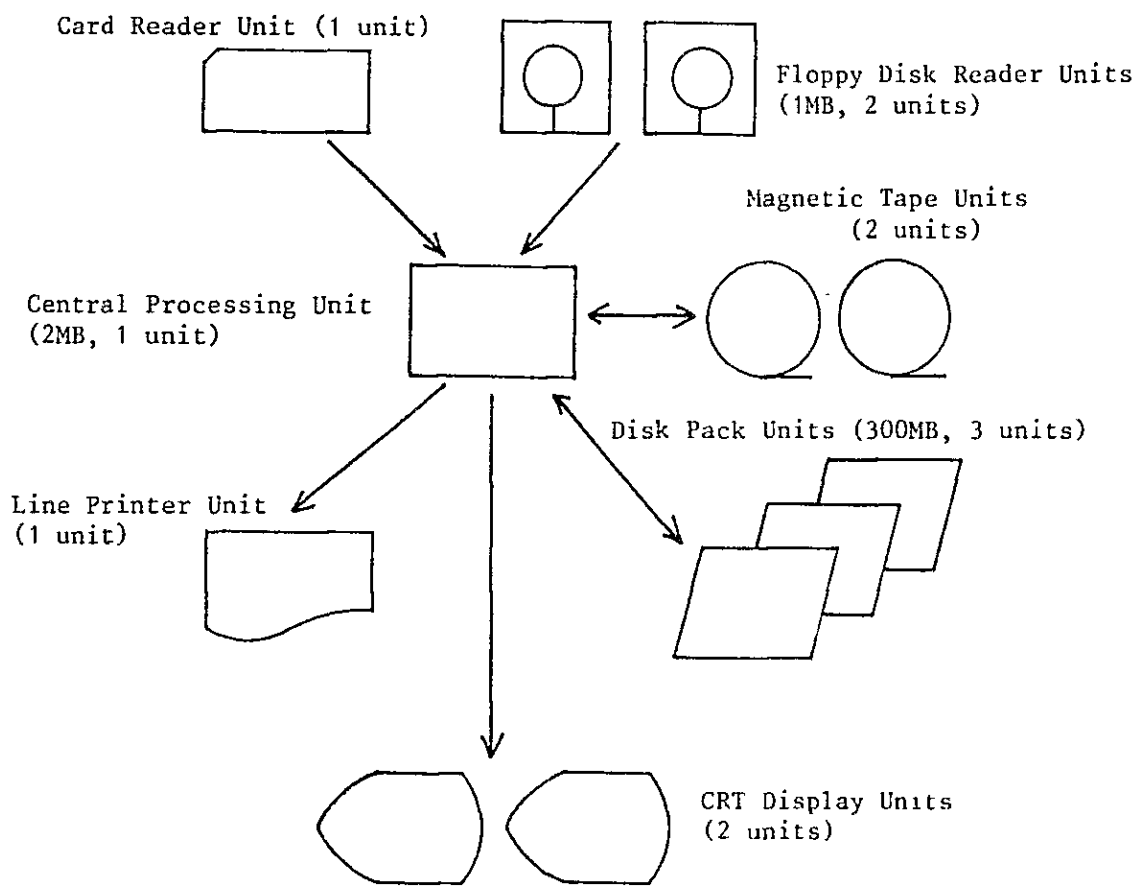 Card Reader Unit (1 unit)
Floppy Disk Reader Units
(1MB, 2 units)
Magnetic Tape Units
(2 units)
Central Processing Unit
(2MB, 1 unit)
Disk Pack Units (300MB, 3 units)
Line Printer Unit
(1 unit)
CRT Display Units
(2 units)